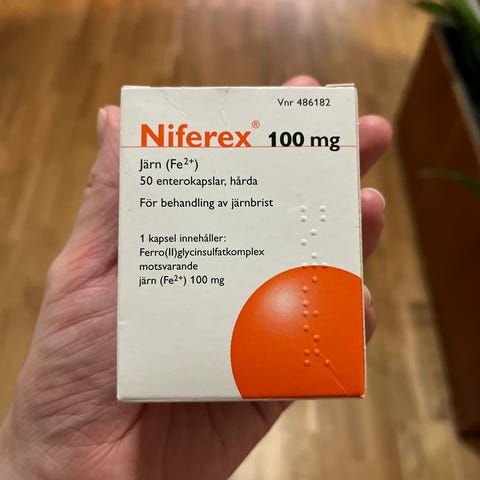 Vnr 486182
Niferex® 100 mg
Järn (Fe²⁺)
50 enterokapslar, hårda
För behandling av järnbrist
1 kapsel innehåller:
Ferro(II)glycinsulfatkomplex
motsvarande
järn (Fe²⁺) 100 mg